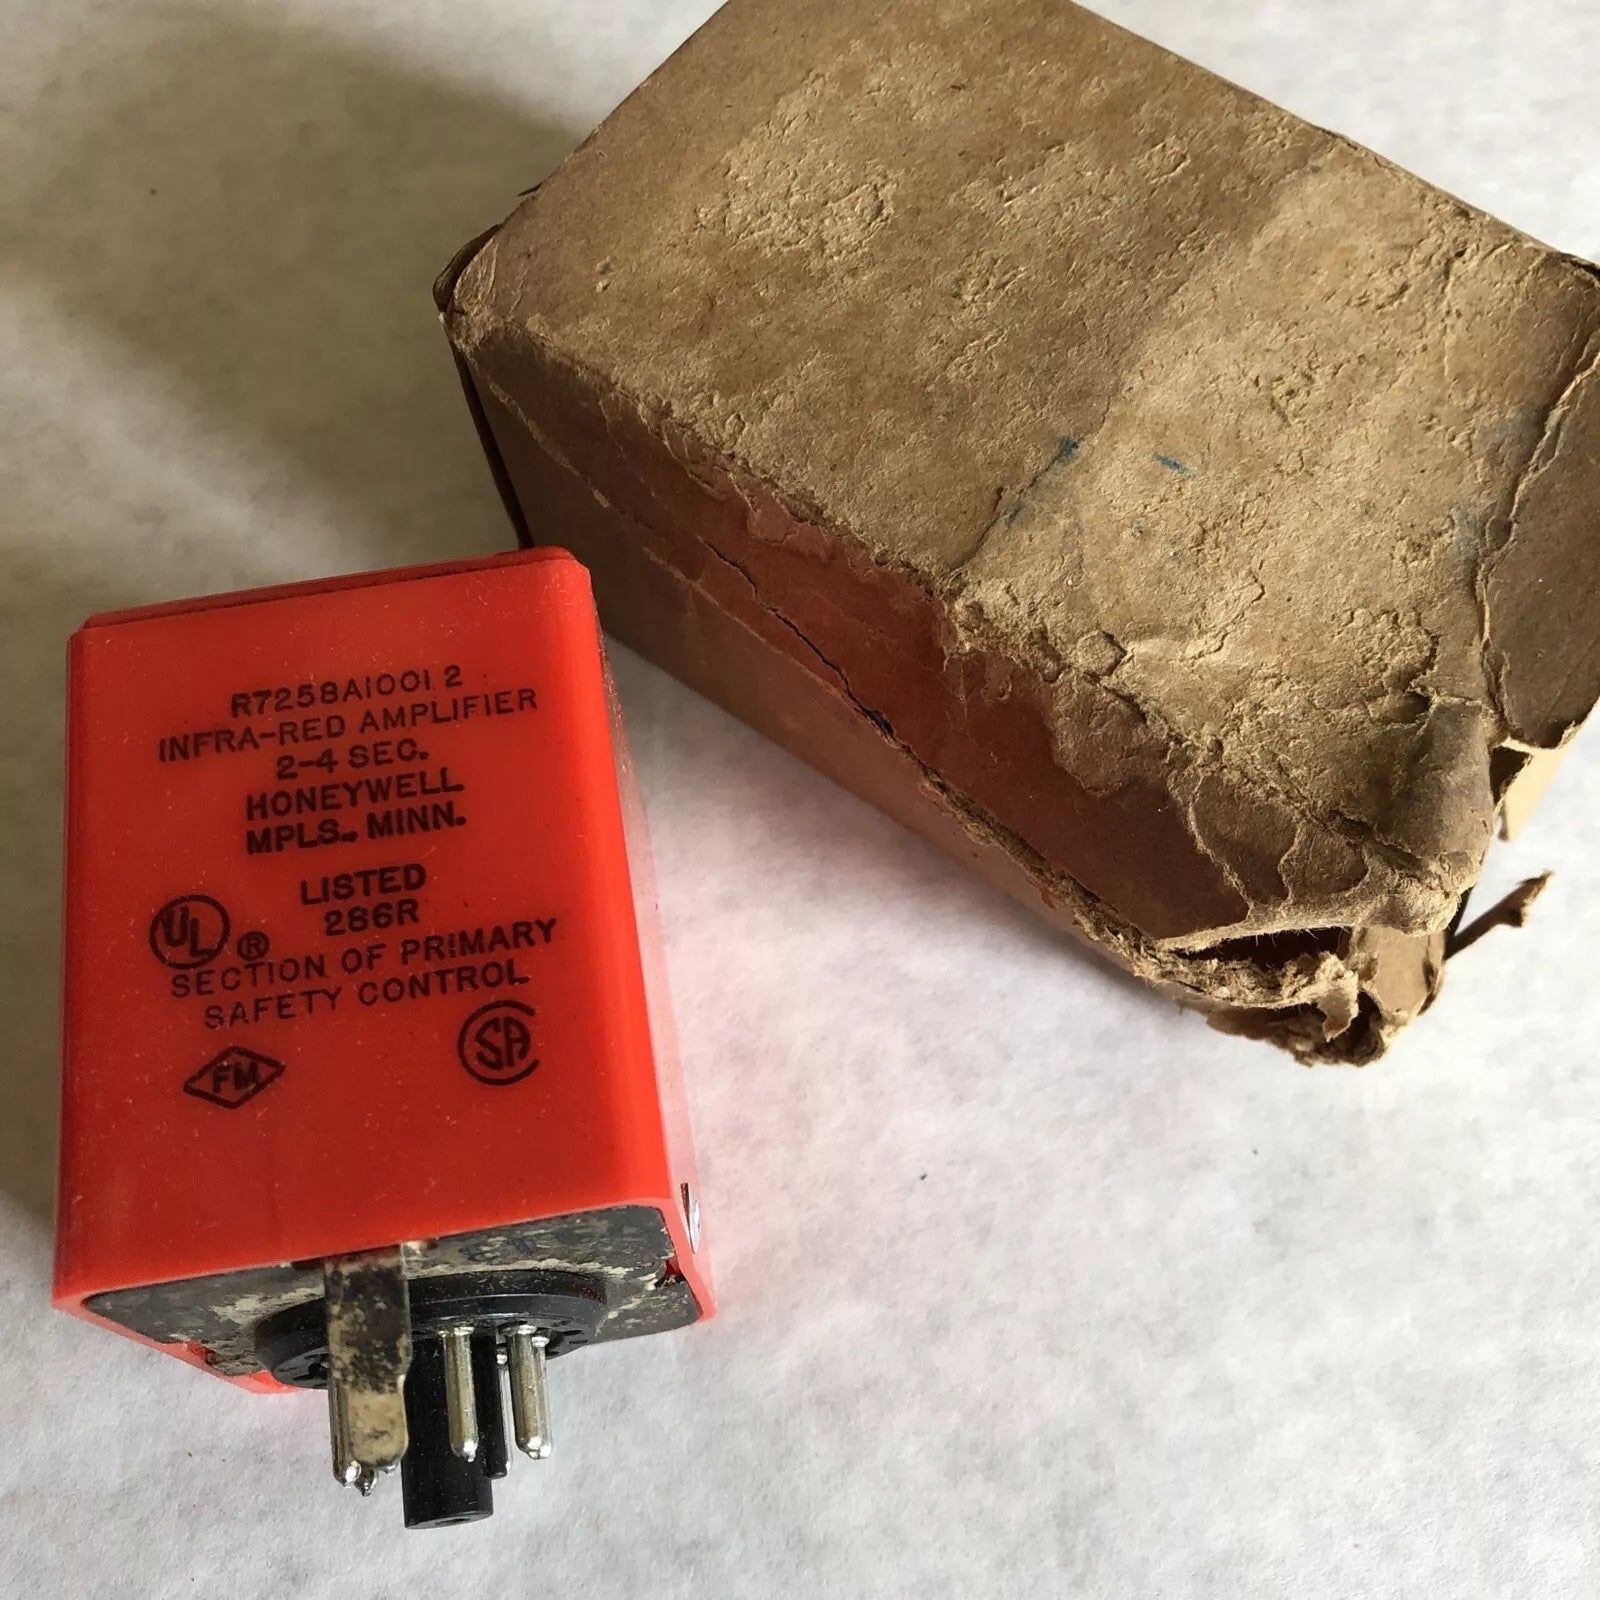 R7258A1001 2
INFRA-RED AMPLIFIER
2-4 SEC.
HONEYWELL
MPLS., MINN.
LISTED
286R
UL ®
SECTION OF PRIMARY
SAFETY CONTROL
FM
SA